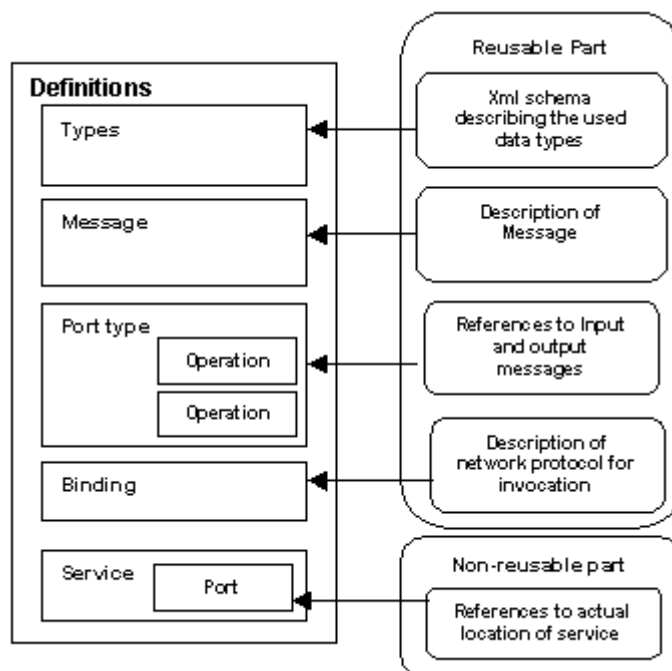 Definitions
Types
Message
Port type
Operation
Operation
Binding
Service
Port
Reusable Part
Xml schema
describing the used
data types
Description of
Message
References to Input
and output
messages
Description of
network protocol for
invocation
Non-reusable part
References to actual
location of service